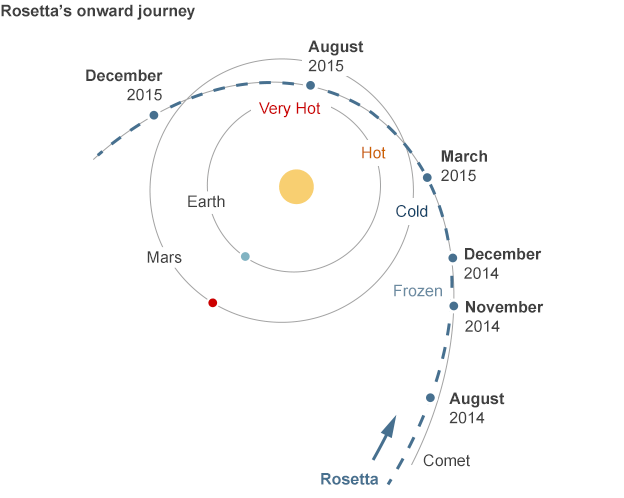 Rosetta's onward journey
August
2015
December
2015
Very Hot
Hot
March
2015
Earth
Cold
Mars
December
2014
Frozen
November
2014
August
2014
Comet
Rosetta